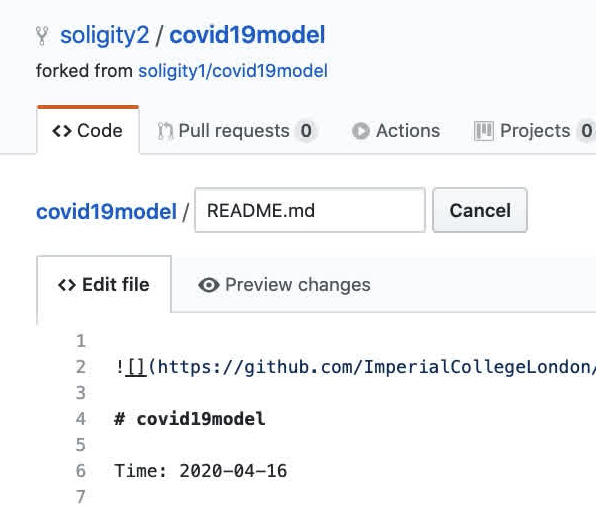 soligity2 / covid19model
forked from soligity1/covid19model
<> Code Pull requests 0 Actions Projects 0
covid19model / README.md Cancel
<> Edit file Preview changes
1
2 ![](https://github.com/ImperialCollegeLondon/
3
4 # covid19model
5
6 Time: 2020-04-16
7